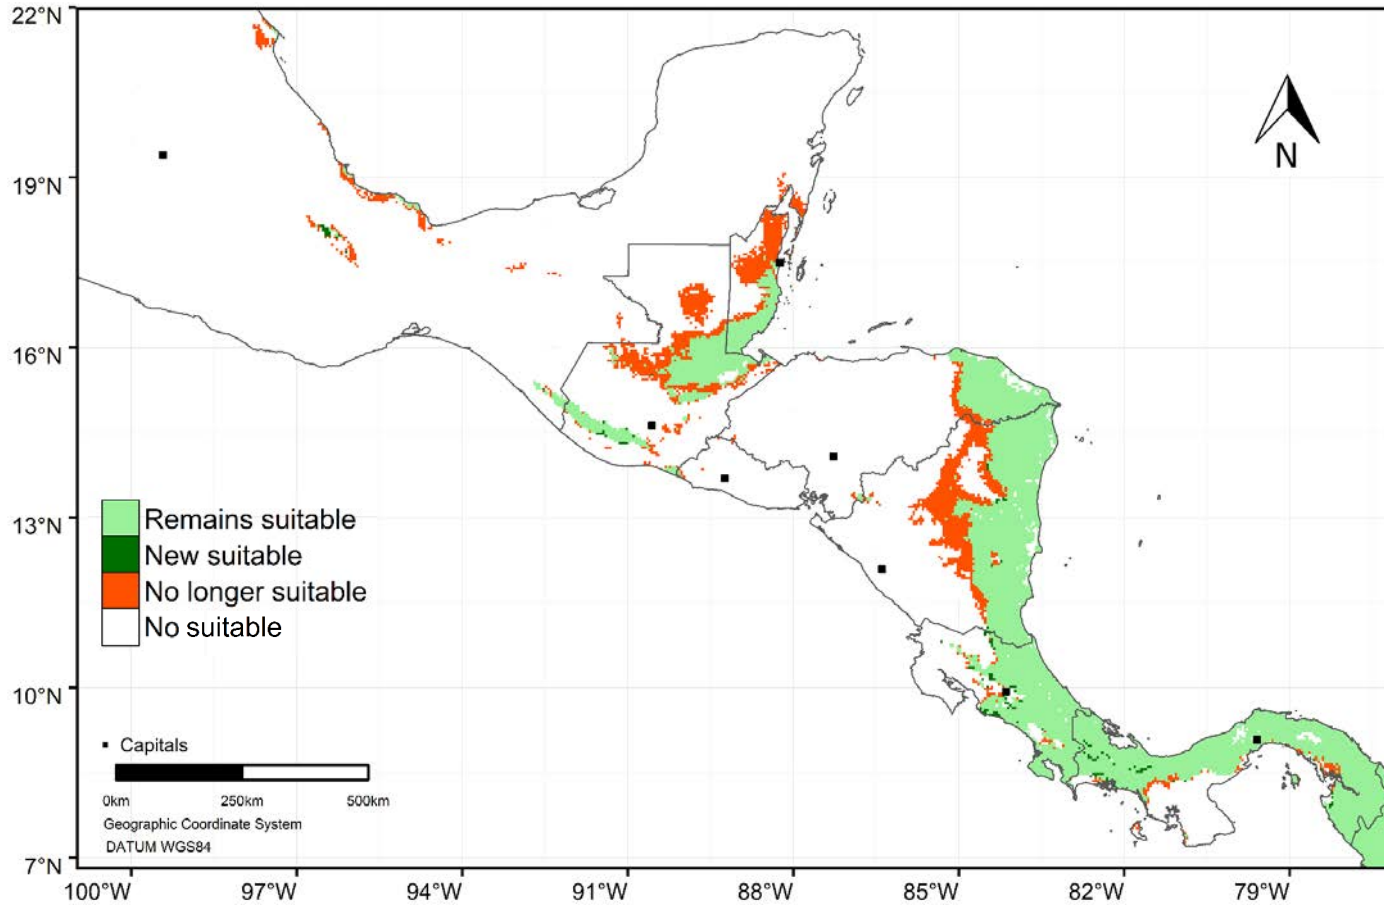 22°N
19°N
16°N
13°N
10°N
7°N
N
Remains suitable
New suitable
No longer suitable
No suitable
Capitals
0km 250km 500km
Geographic Coordinate System
DATUM WGS84
100°W 97°W 94°W 91°W 88°W 85°W 82°W 79°W